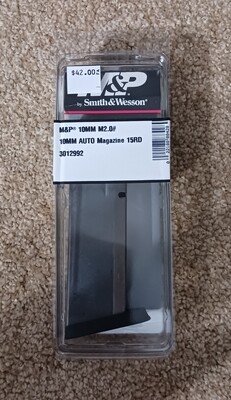 $42.00
M&P
by Smith&Wesson®
M&P® 10MM M2.0#
10MM AUTO Magazine 15RD
3012992